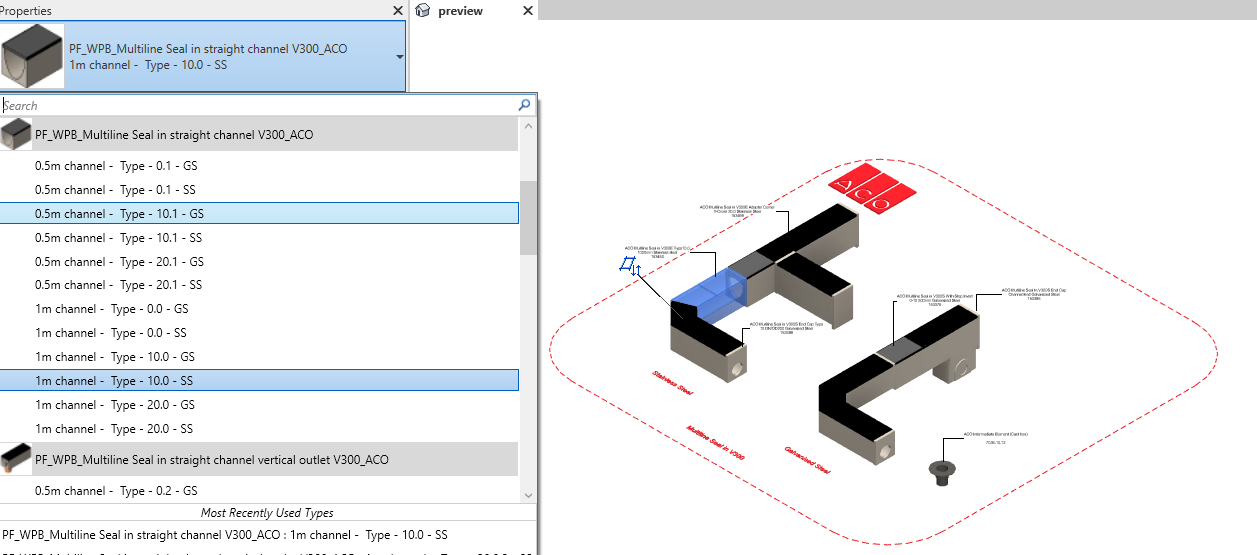 Properties
preview
PF_WPB_Multiline Seal in straight channel V300_ACO
1m channel - Type - 10.0 - SS
Search
PF_WPB_Multiline Seal in straight channel V300_ACO
0.5m channel - Type - 0.1 - GS
0.5m channel - Type - 0.1 - SS
0.5m channel - Type - 10.1 - GS
0.5m channel - Type - 10.1 - SS
0.5m channel - Type - 20.1 - GS
0.5m channel - Type - 20.1 - SS
1m channel - Type - 0.0 - GS
1m channel - Type - 0.0 - SS
1m channel - Type - 10.0 - GS
1m channel - Type - 10.0 - SS
1m channel - Type - 20.0 - GS
1m channel - Type - 20.0 - SS
PF_WPB_Multiline Seal in straight channel vertical outlet V300_ACO
0.5m channel - Type - 0.2 - GS
Most Recently Used Types
PF_WPB_Multiline Seal in straight channel V300_ACO : 1m channel - Type - 10.0 - SS
ACO
Stainless Steel
Multiline Seal in V300
Galvanised Steel